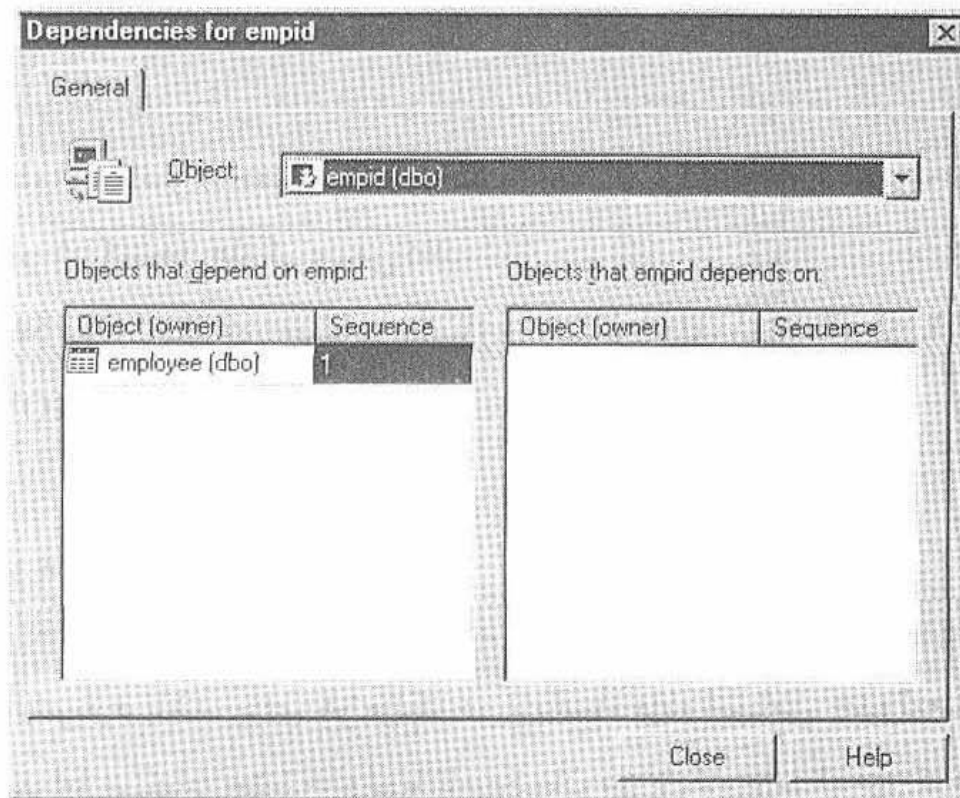 Dependencies for empid
General
Object: empid (dbo)
Objects that depend on empid: Objects that empid depends on:
Object (owner) Sequence Object (owner) Sequence
employee (dbo) 1
Close Help